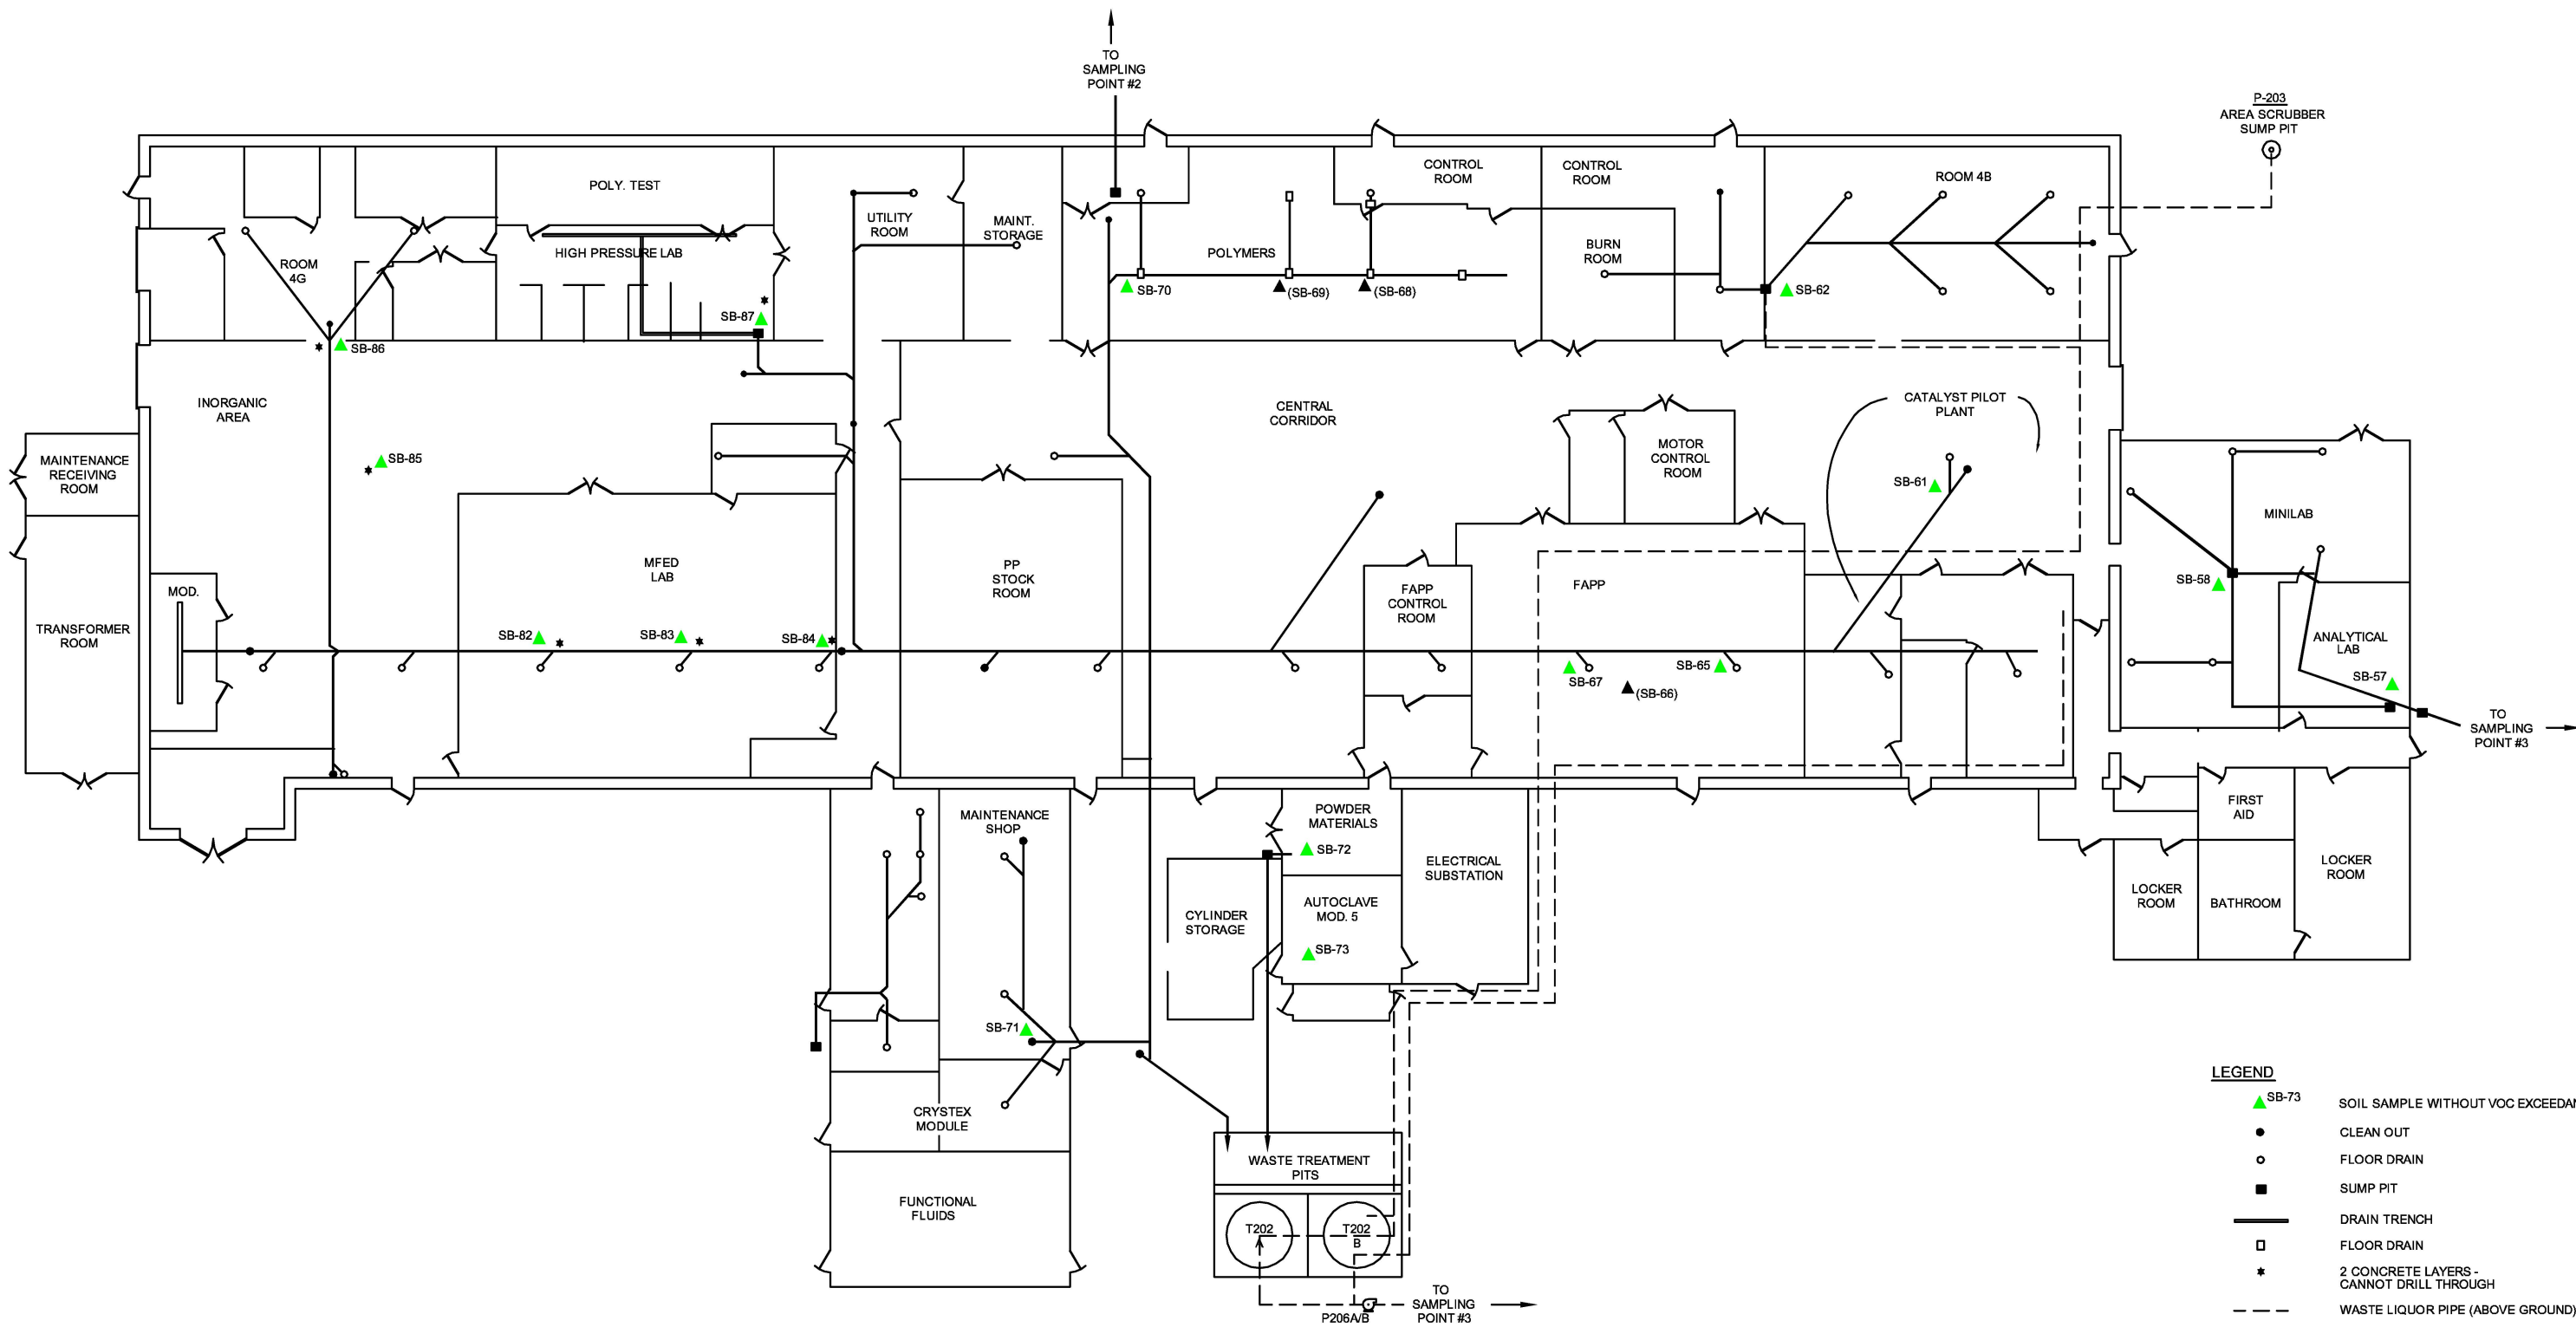 TO
SAMPLING
POINT #2
P-203
AREA SCRUBBER
SUMP PIT
POLY. TEST
UTILITY
ROOM
MAINT.
STORAGE
CONTROL
ROOM
CONTROL
ROOM
ROOM 4B
ROOM
4G
HIGH PRESSURE LAB
POLYMERS
BURN
ROOM
SB-70
(SB-69)
(SB-68)
SB-62
SB-87
SB-86
INORGANIC
AREA
CENTRAL
CORRIDOR
CATALYST PILOT
PLANT
MAINTENANCE
RECEIVING
ROOM
SB-85
MOTOR
CONTROL
ROOM
SB-61
MINILAB
MFED
LAB
PP
STOCK
ROOM
FAPP
CONTROL
ROOM
FAPP
SB-58
MOD.
TRANSFORMER
ROOM
SB-82
SB-83
SB-84
SB-67
(SB-66)
SB-65
ANALYTICAL
LAB
SB-57
TO
SAMPLING
POINT #3
MAINTENANCE
SHOP
POWDER
MATERIALS
SB-72
ELECTRICAL
SUBSTATION
FIRST
AID
LOCKER
ROOM
LOCKER
ROOM
BATHROOM
CYLINDER
STORAGE
AUTOCLAVE
MOD. 5
SB-73
SB-71
CRYSTEX
MODULE
FUNCTIONAL
FLUIDS
WASTE TREATMENT
PITS
T202
T202
B
P206A/B
TO
SAMPLING
POINT #3
LEGEND
SB-73 SOIL SAMPLE WITHOUT VOC EXCEEDAN
CLEAN OUT
FLOOR DRAIN
SUMP PIT
DRAIN TRENCH
FLOOR DRAIN
2 CONCRETE LAYERS -
CANNOT DRILL THROUGH
WASTE LIQUOR PIPE (ABOVE GROUND)